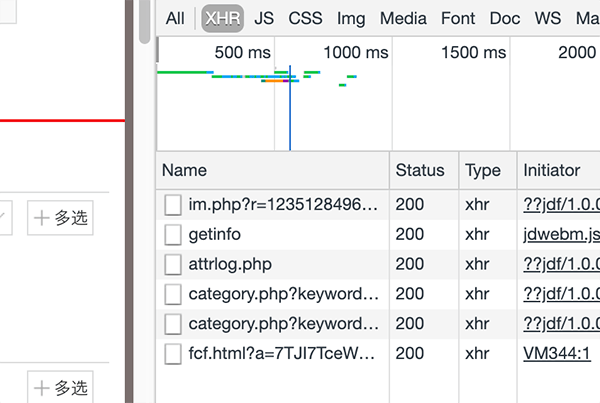 All XHR JS CSS Img Media Font Doc WS Ma
500 ms 1000 ms 1500 ms 2000
Name Status Type Initiator
im.php?r=1235128496... 200 xhr ??jdf/1.0.0
getinfo 200 xhr jdwebm.js
attrlog.php 200 xhr ??jdf/1.0.0
category.php?keyword... 200 xhr ??jdf/1.0.0
category.php?keyword... 200 xhr ??jdf/1.0.0
fcf.html?a=7TJI7TceW... 200 xhr VM344:1
+ 多选
+ 多选